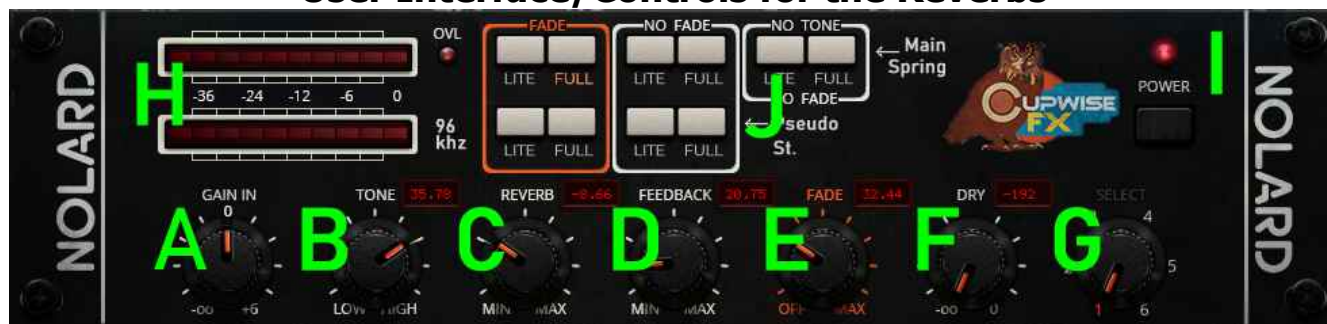 User Interface, Controls for the Reverbs
NOLARD
OVL
-36 -24 -12 -6 0
96
khz
H
FADE
LITE FULL
LITE FULL
NO FADE
LITE FULL
LITE FULL
NO TONE
LITE FULL
NO FADE
J
← Main
Spring
← Pseudo
St.
CUPWISE
FX
POWER
I
NOLARD
GAIN IN
0
-oo +6
A
TONE 35.78
LOW HIGH
B
REVERB -8.66
MIN MAX
C
FEEDBACK 20.75
MIN MAX
D
FADE 32.44
OFF MAX
E
DRY -192
-oo 0
F
SELECT
4
5
1 6
G